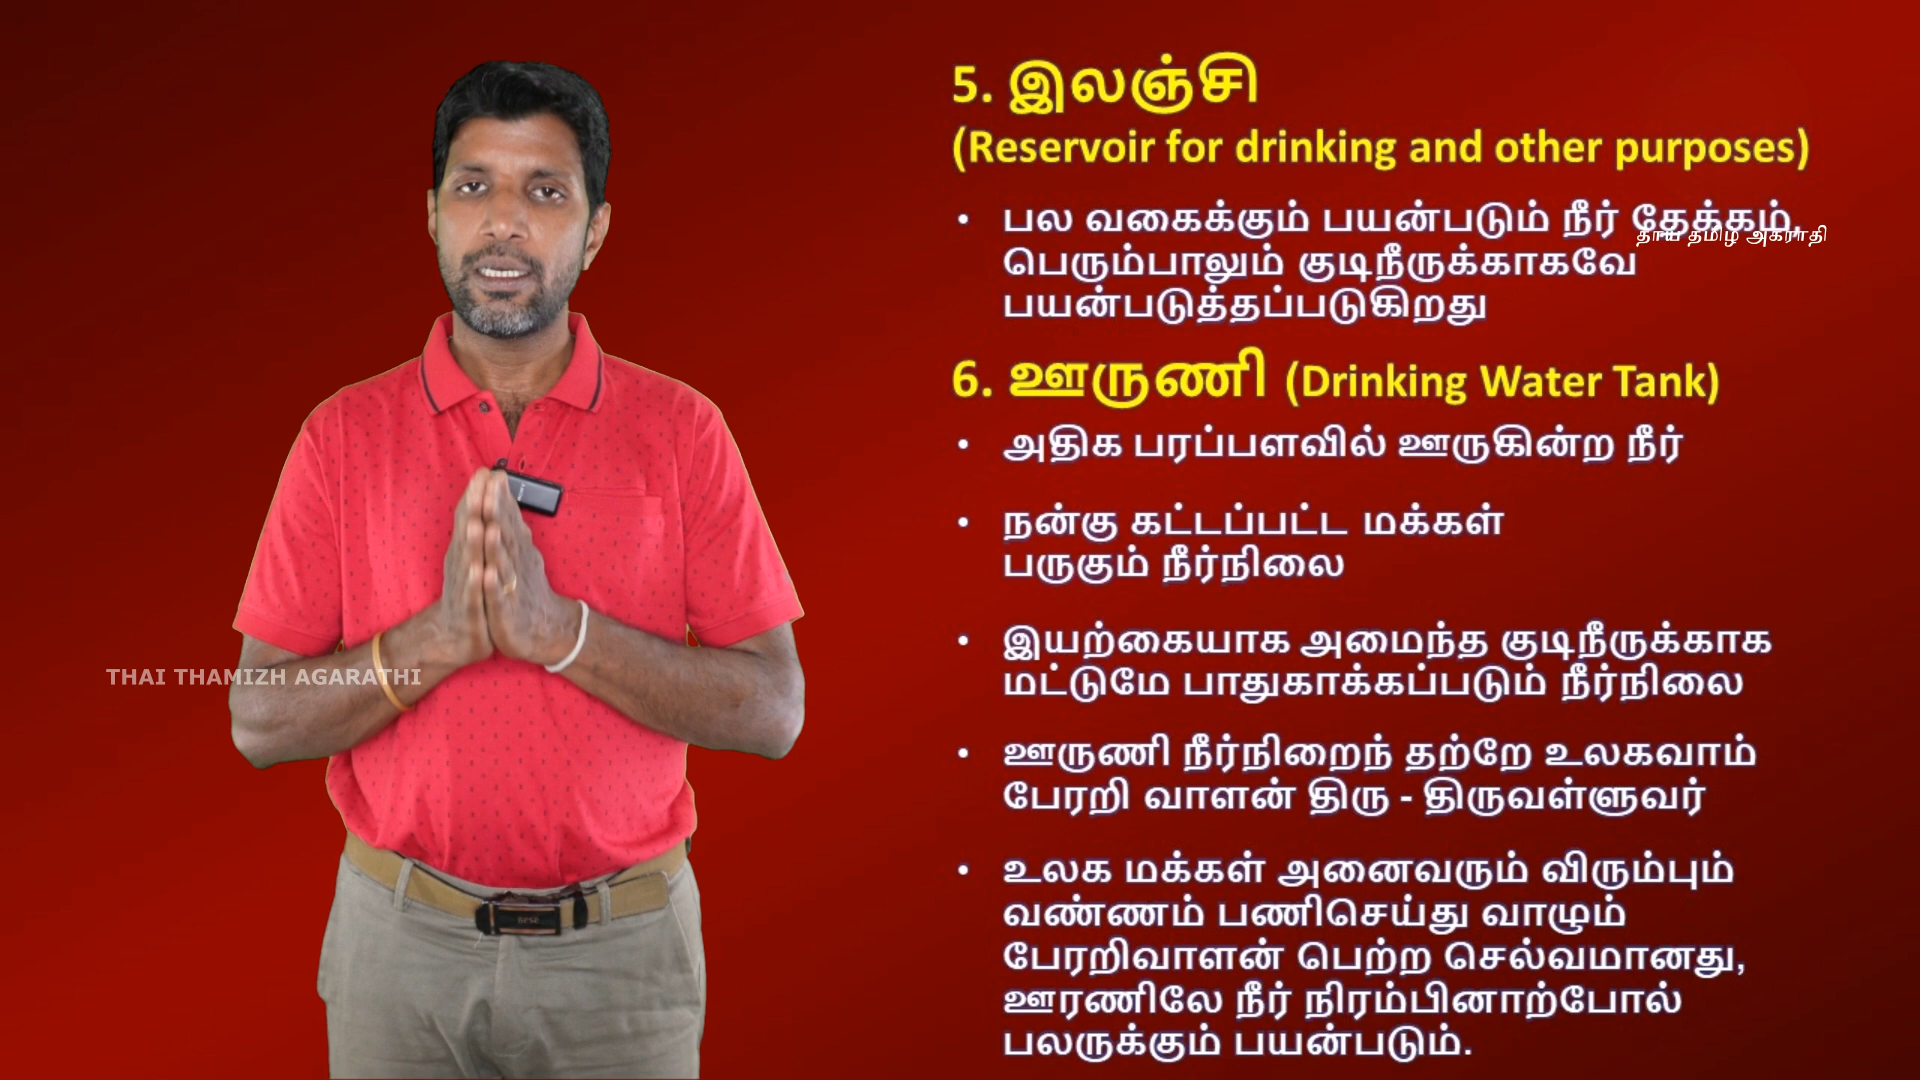 5. இலஞ்சி
(Reservoir for drinking and other purposes)
• பல வகைக்கும் பயன்படும் நீர் தேக்கம்,
தாய் தமிழ் அகராதி
பெரும்பாலும் குடிநீருக்காகவே
பயன்படுத்தப்படுகிறது
6. ஊருணி (Drinking Water Tank)
• அதிக பரப்பளவில் ஊருகின்ற நீர்
• நன்கு கட்டப்பட்ட மக்கள்
பருகும் நீர்நிலை
• இயற்கையாக அமைந்த குடிநீருக்காக
மட்டுமே பாதுகாக்கப்படும் நீர்நிலை
• ஊருணி நீர்நிறைந் தற்றே உலகவாம்
பேரறி வாளன் திரு - திருவள்ளுவர்
• உலக மக்கள் அனைவரும் விரும்பும்
வண்ணம் பணிசெய்து வாழும்
பேரறிவாளன் பெற்ற செல்வமானது,
ஊரணிலே நீர் நிரம்பினாற்போல்
பலருக்கும் பயன்படும்.
THAI THAMIZH AGARATHI